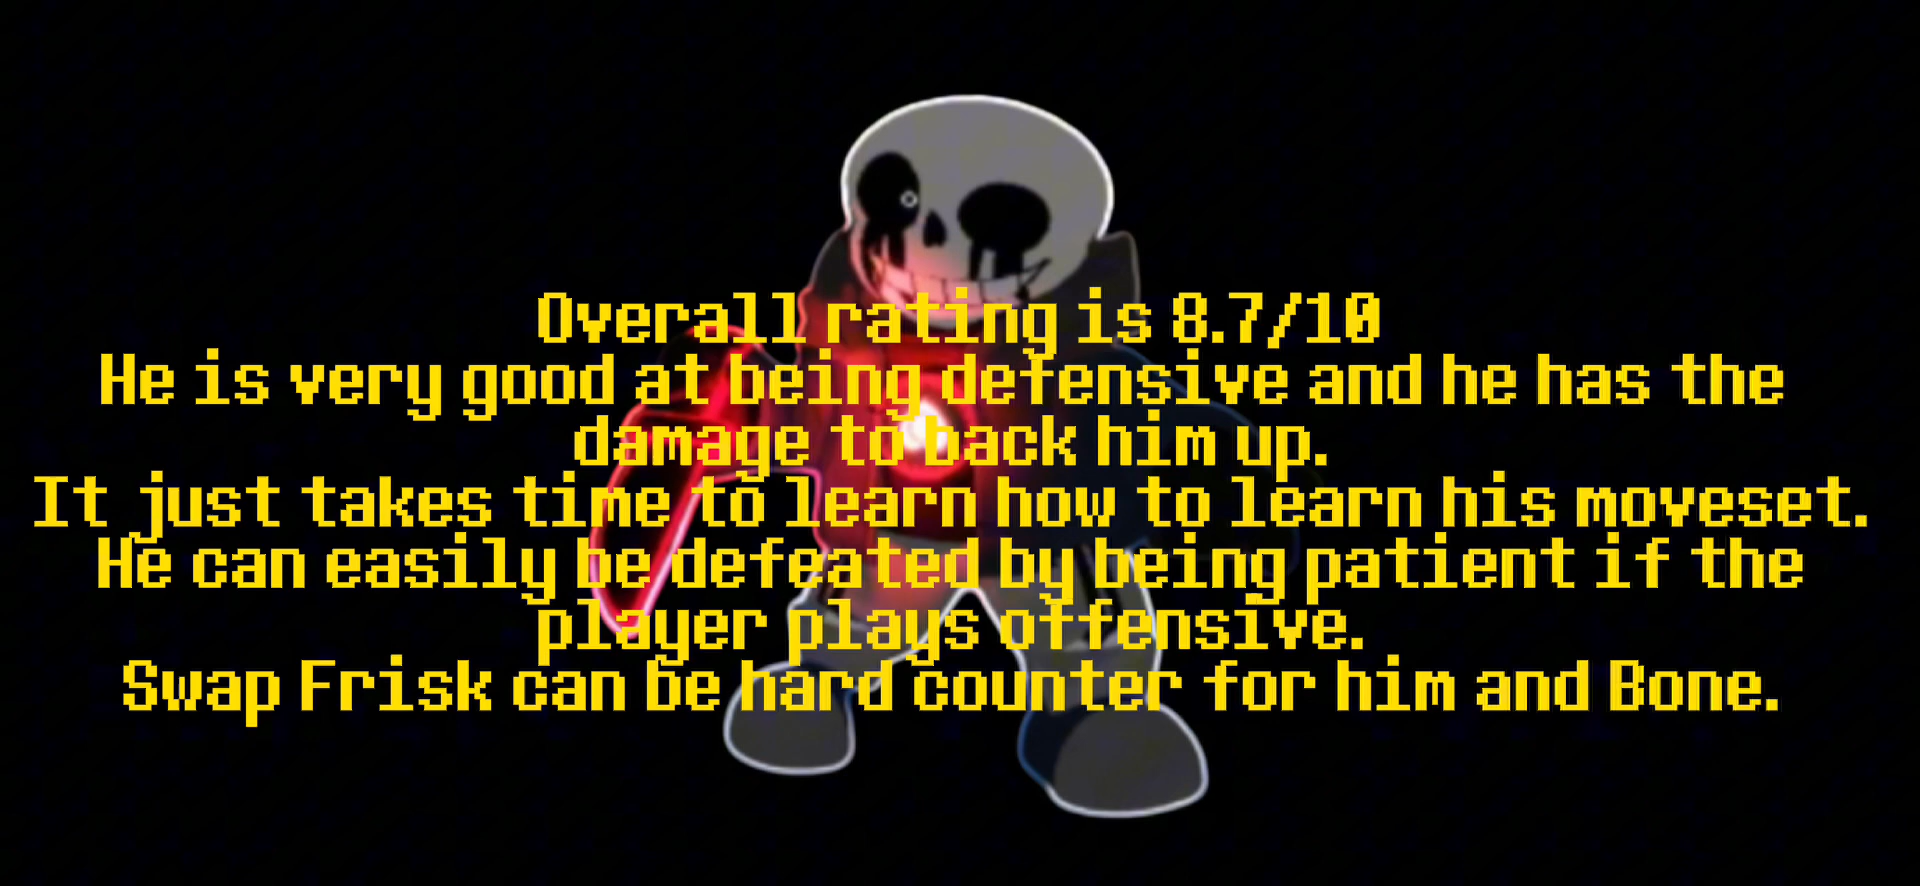 Overall rating is 8.7/10
He is very good at being defensive and he has the
damage to back him up.
It just takes time to learn how to learn his moveset.
He can easily be defeated by being patient if the
player plays offensive.
Swap Frisk can be hard counter for him and Bone.